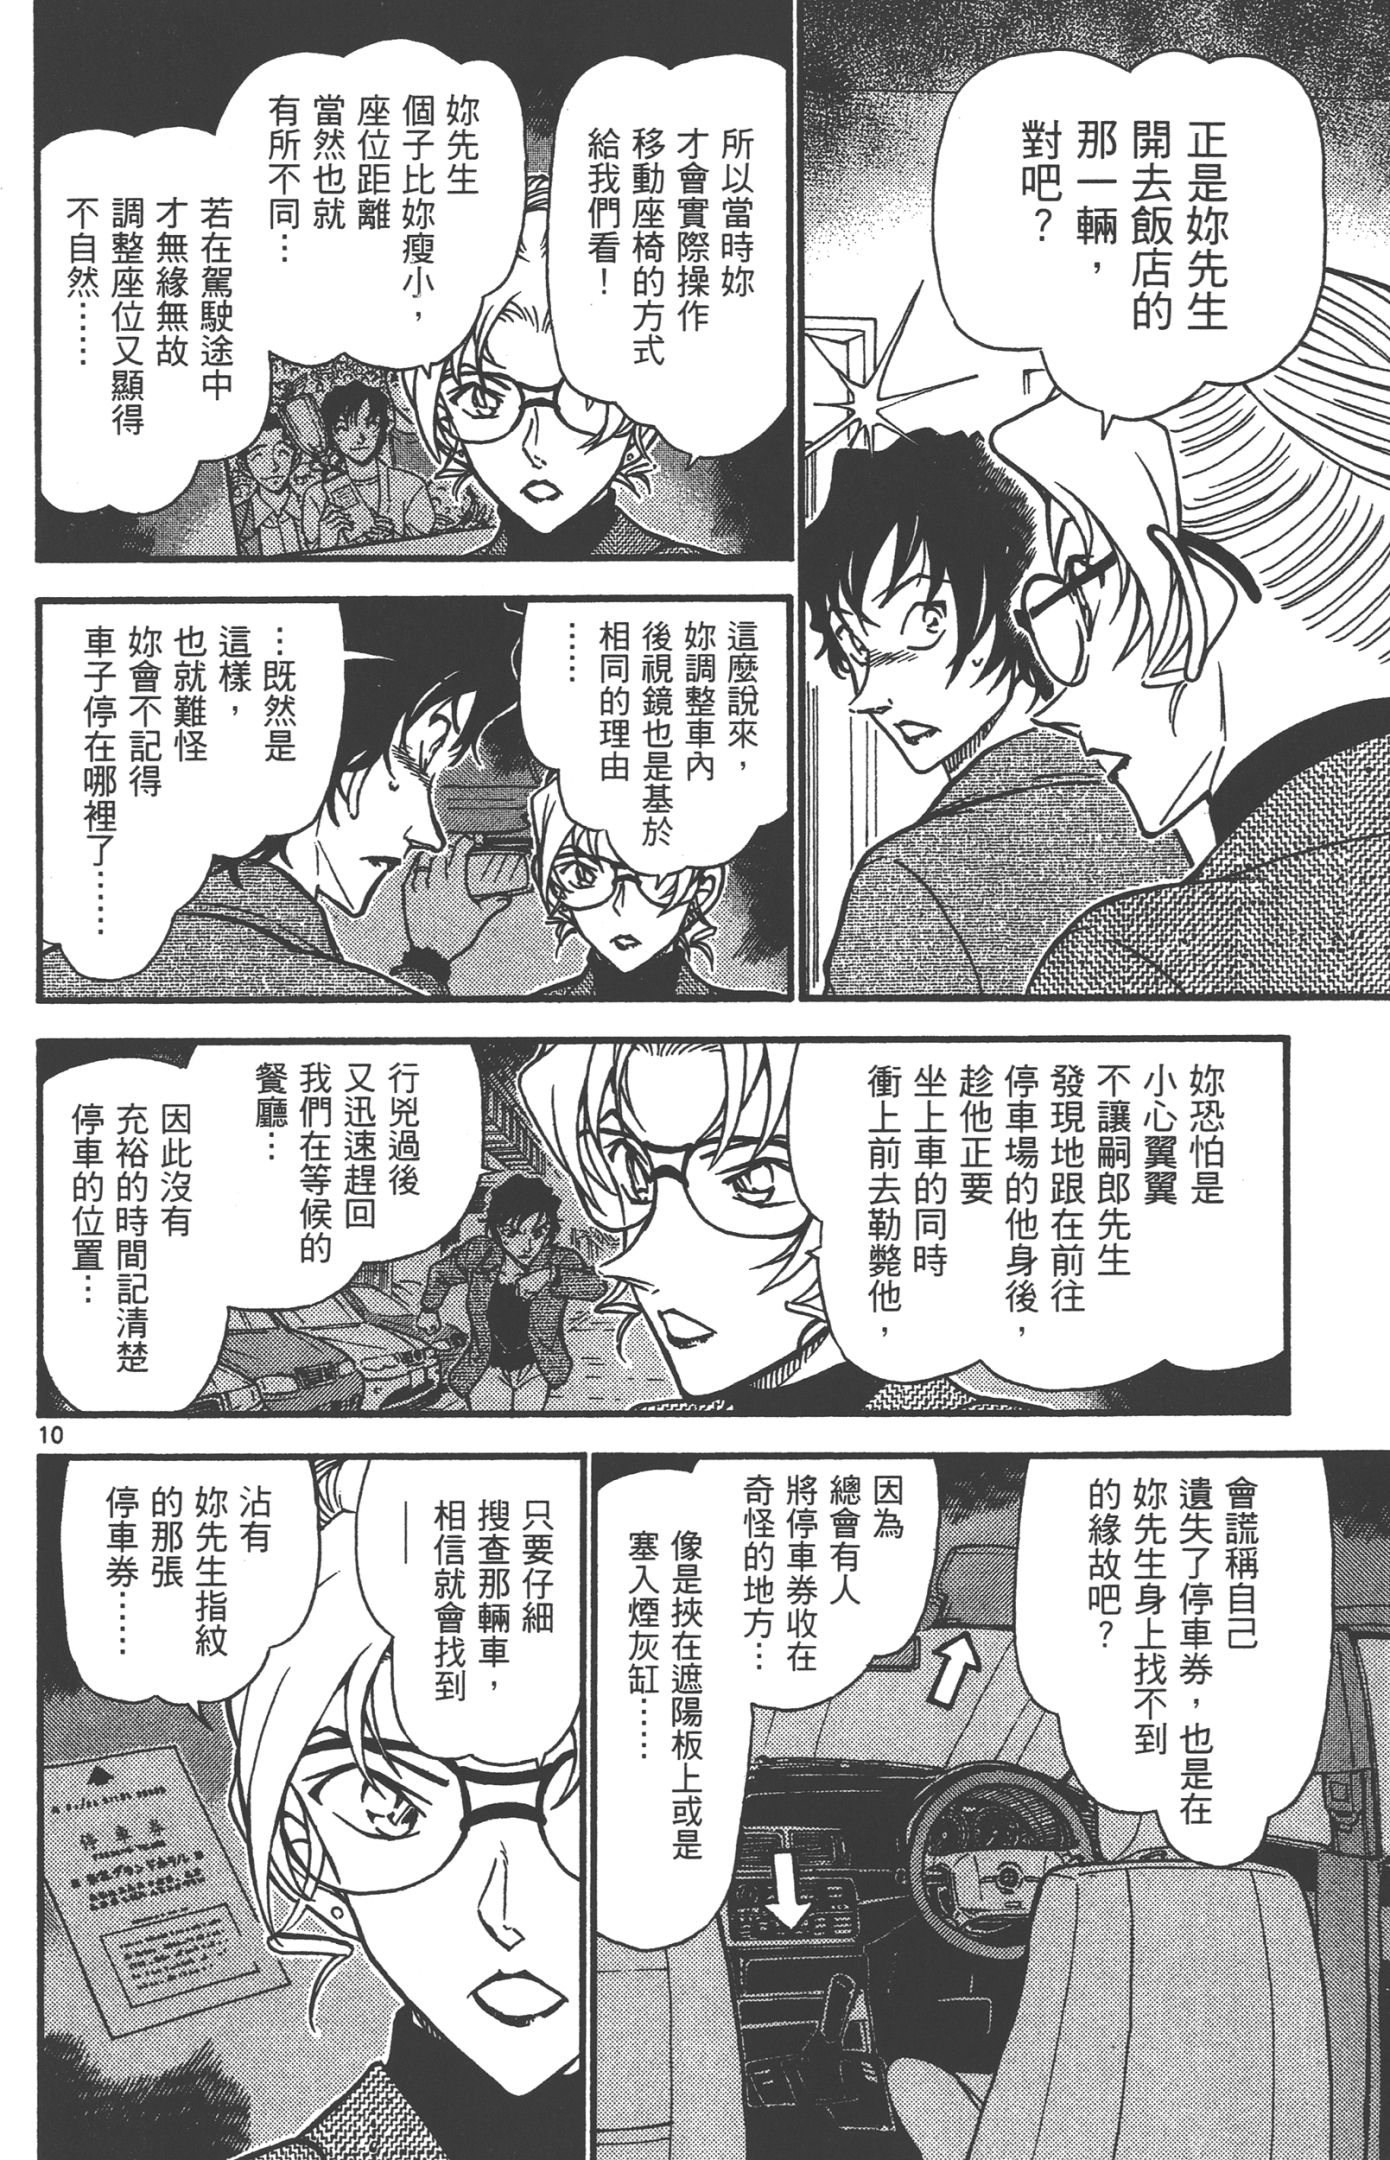 正是妳先生
開去飯店的
那一輛，
對吧？
所以當時妳
才會實際操作
移動座椅的方式
給我們看！
妳先生
個子比妳瘦小，
座位距離
當然也就
有所不同…
若在駕駛途中
才無緣無故
調整座位又顯得
不自然……
這麼說來，
妳調整車內
後視鏡也是基於
相同的理由
……
…既然是
這樣，
也就難怪
妳會不記得
車子停在哪裡了……
妳恐怕是
小心翼翼
不讓嗣郎先生
發現地跟在前往
停車場的他身後，
趁他正要
坐上車的同時
衝上前去勒斃他，
行兇過後
又迅速趕回
我們在等候的
餐廳…
因此沒有
充裕的時間記清楚
停車的位置…
10
會謊稱自己
遺失了停車券，也是在
妳先生身上找不到
的緣故吧？
因為
總會有人
將停車券收在
奇怪的地方…
像是挾在遮陽板上或是
塞入煙灰缸……
只要仔細
搜查那輛車，
相信就會找到
——
沾有
妳先生指紋
的那張
停車券……
停車券